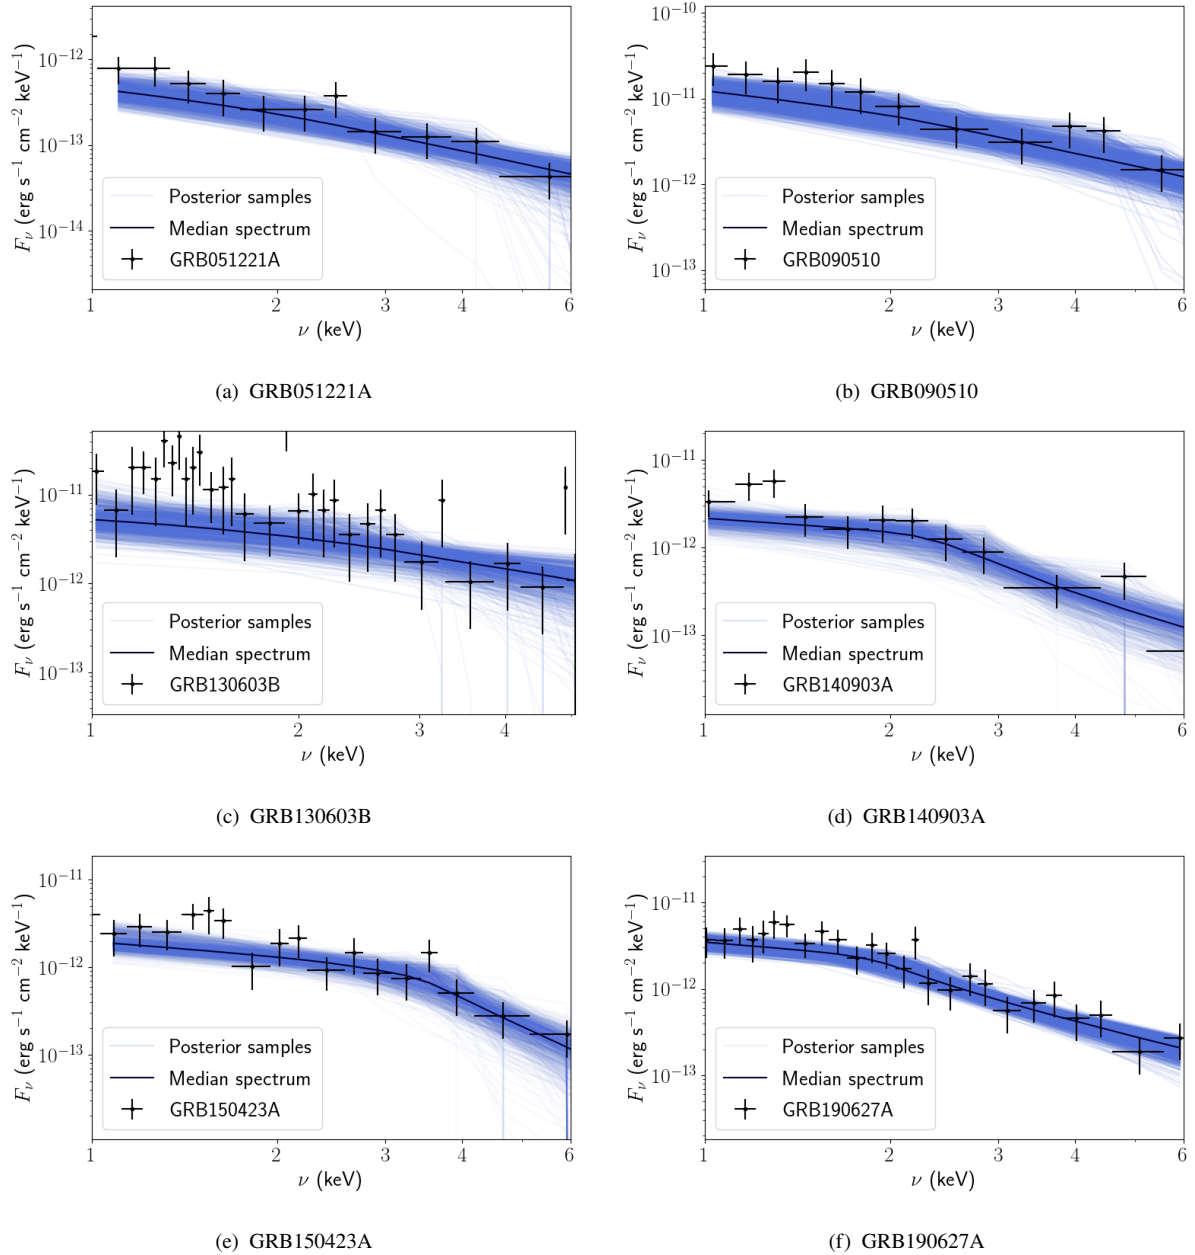 10⁻¹²
10⁻¹³
10⁻¹⁴
F_ν (erg s⁻¹ cm⁻² keV⁻¹)
Posterior samples
Median spectrum
GRB051221A
1 2 3 4 6
ν (keV)
(a) GRB051221A
10⁻¹⁰
10⁻¹¹
10⁻¹²
10⁻¹³
F_ν (erg s⁻¹ cm⁻² keV⁻¹)
Posterior samples
Median spectrum
GRB090510
1 2 3 4 6
ν (keV)
(b) GRB090510
10⁻¹¹
10⁻¹²
10⁻¹³
F_ν (erg s⁻¹ cm⁻² keV⁻¹)
Posterior samples
Median spectrum
GRB130603B
1 2 3 4
ν (keV)
(c) GRB130603B
10⁻¹¹
10⁻¹²
10⁻¹³
F_ν (erg s⁻¹ cm⁻² keV⁻¹)
Posterior samples
Median spectrum
GRB140903A
1 2 3 4 6
ν (keV)
(d) GRB140903A
10⁻¹¹
10⁻¹²
10⁻¹³
F_ν (erg s⁻¹ cm⁻² keV⁻¹)
Posterior samples
Median spectrum
GRB150423A
1 2 3 4 6
ν (keV)
(e) GRB150423A
10⁻¹¹
10⁻¹²
10⁻¹³
F_ν (erg s⁻¹ cm⁻² keV⁻¹)
Posterior samples
Median spectrum
GRB190627A
1 2 3 4 6
ν (keV)
(f) GRB190627A